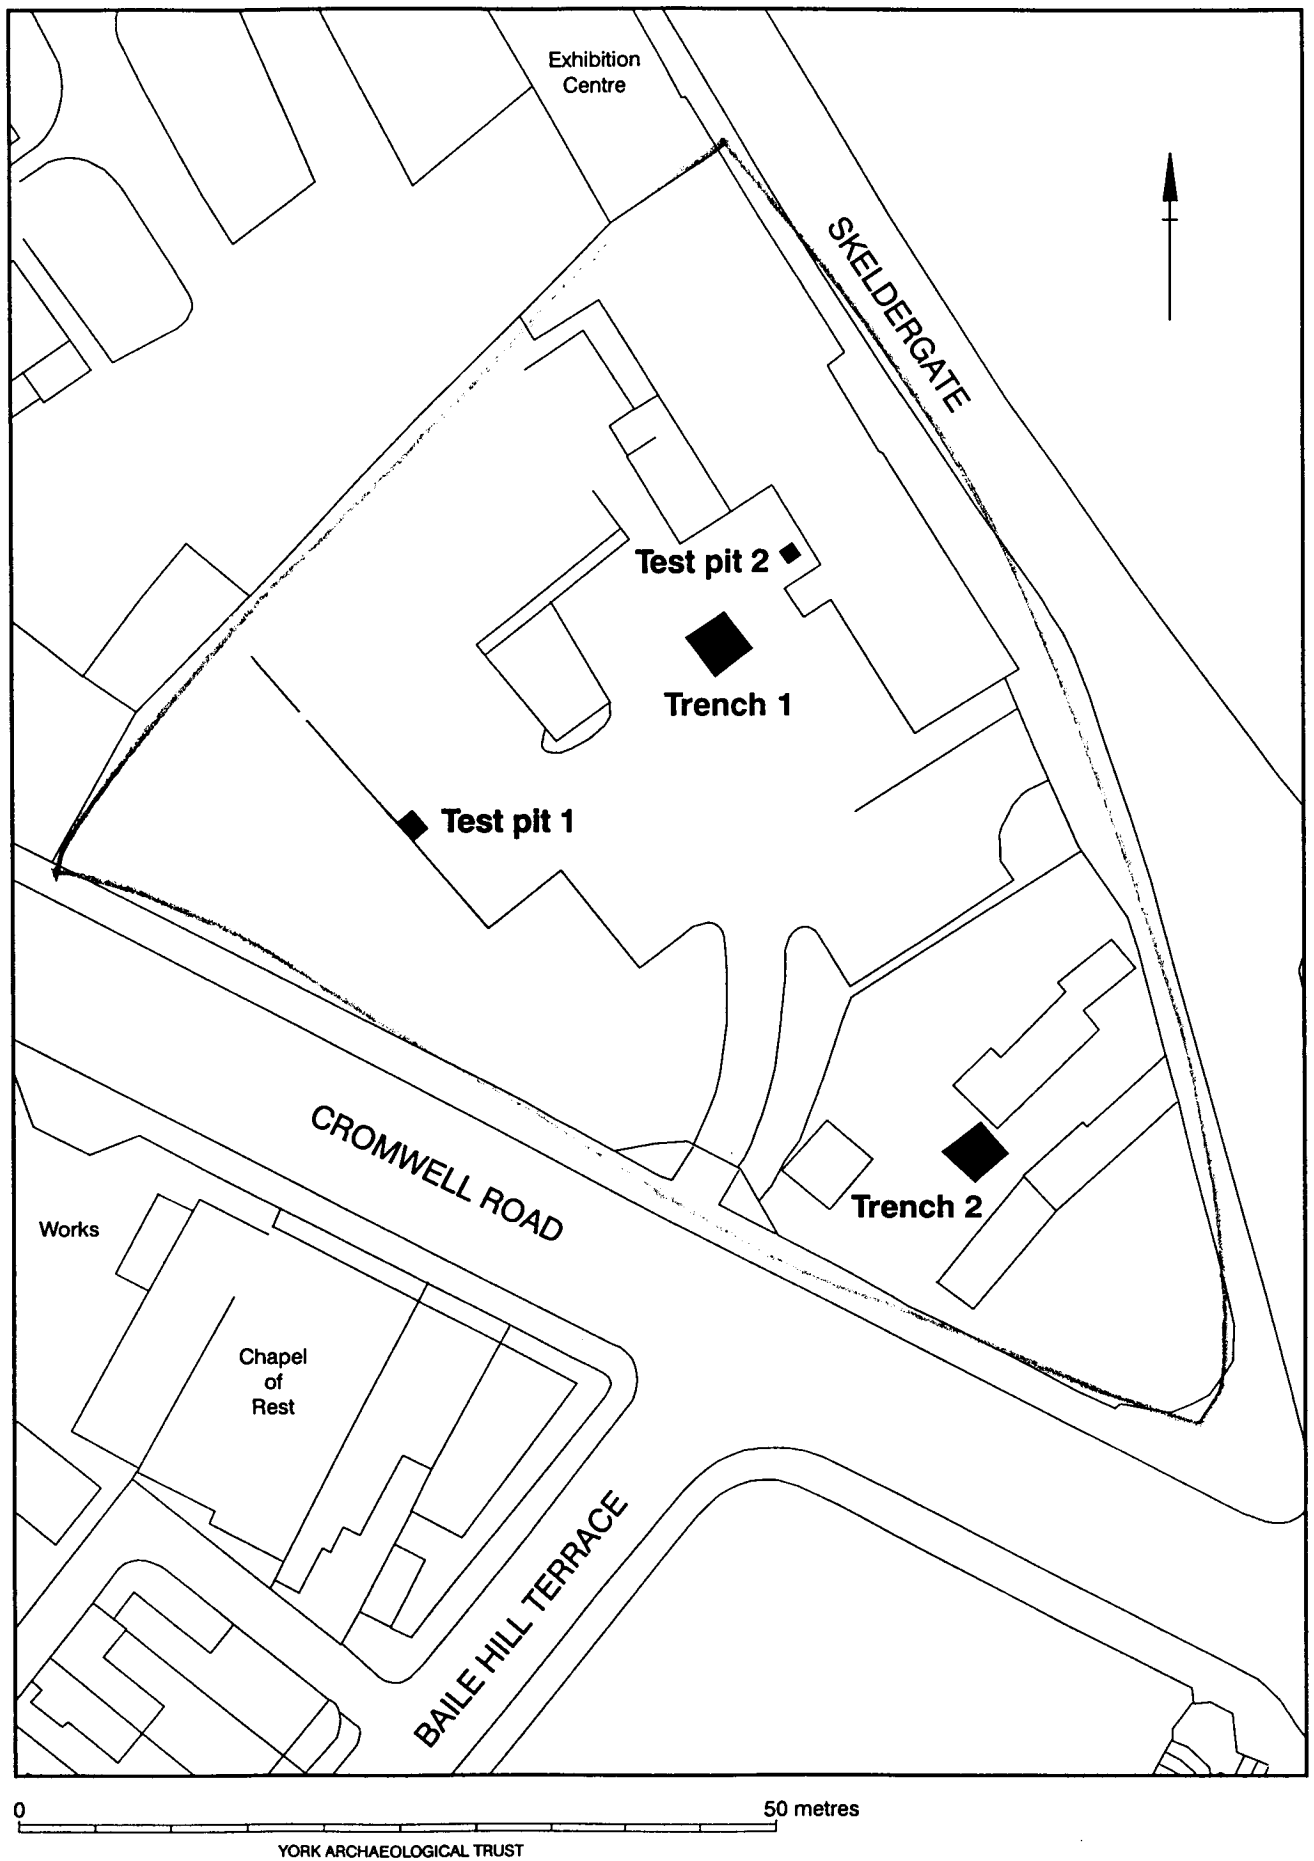 Exhibition
Centre
SKELDERGATE
Test pit 2
Trench 1
Test pit 1
Trench 2
CROMWELL ROAD
Works
Chapel
of
Rest
BAILE HILL TERRACE
0
50 metres
YORK ARCHAEOLOGICAL TRUST